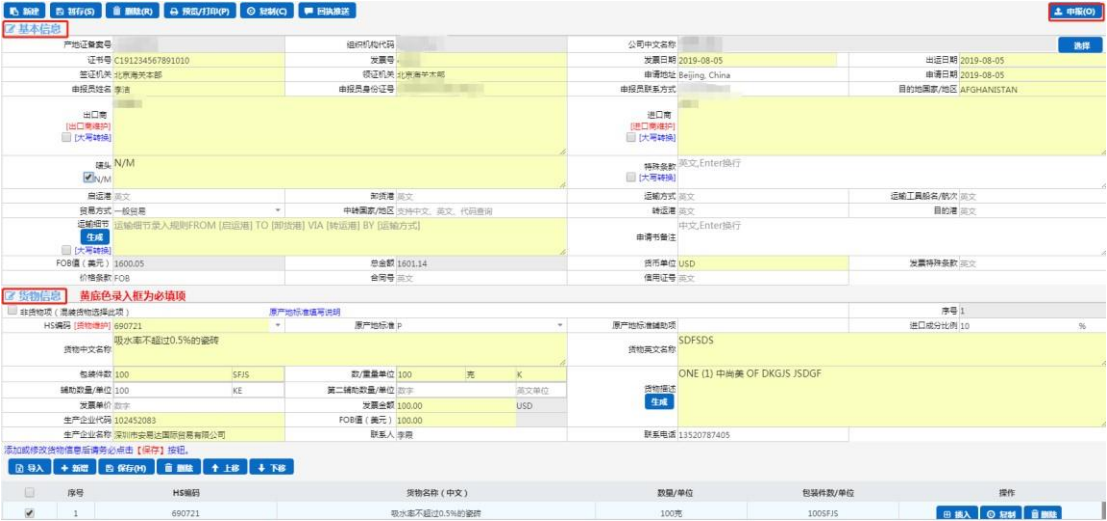 新建 暂存(S) 删除(R) 预览/打印(P) 复制(C) 回执推送 申报(O)
基本信息
产地证备案号 组织机构代码 公司中文名称 选择
证书号 C191234567891010 发票号 发票日期 2019-08-05 出运日期 2019-08-05
签证机关 北京海关本部 领证机关 北京海关本部 申请地址 Beijing, China 申请日期 2019-08-05
申报员姓名 李洁 申报员身份证号 申报员联系方式 目的地国家/地区 AFGHANISTAN
出口商 进口商
[出口商维护] [进口商维护]
[大写转换] [大写转换]
唛头 N/M 特殊条款 英文,Enter换行
N/M [大写转换]
启运港 英文 卸货港 英文 运输方式 英文 运输工具船名/航次 英文
贸易方式 一般贸易 中转国家/地区 支持中文、英文、代码查询 转运港 英文 目的港 英文
运输细节 运输细节录入规则FROM [启运港] TO [卸货港] VIA [转运港] BY [运输方式] 申请书备注 中文,Enter换行
生成
[大写转换]
FOB值（美元） 1600.05 总金额 1601.14 货币单位 USD 发票特殊条款 英文
价格条款 FOB 合同号 英文 信用证号 英文
货物信息 黄底色录入框为必填项
非货物项（混装货物选择此项） 原产地标准填写说明 序号 1
HS编码 [货物维护] 690721 原产地标准 P 原产地标准辅助项 进口成分比例 10 %
货物中文名称 吸水率不超过0.5%的瓷砖 货物英文名称 SDFSDS
包装件数 100 SFJS 数/重量单位 100 克 K 货物描述 ONE (1) 中尚美 OF DKGJS JSDGF
辅助数量/单位 100 KE 第二辅助数量/单位 数字 英文单位 生成
发票单价 数字 发票金额 100.00 USD
生产企业代码 102452083 FOB值（美元） 100.00
生产企业名称 深圳市安易达国际贸易有限公司 联系人 李霞 联系电话 13520787405
添加或修改货物信息后请务必点击【保存】按钮。
导入 新增 保存(M) 删除 上移 下移
序号 HS编码 货物名称（中文） 数量/单位 包装件数/单位 操作
1 690721 吸水率不超过0.5%的瓷砖 100克 100SFJS 插入 复制 删除